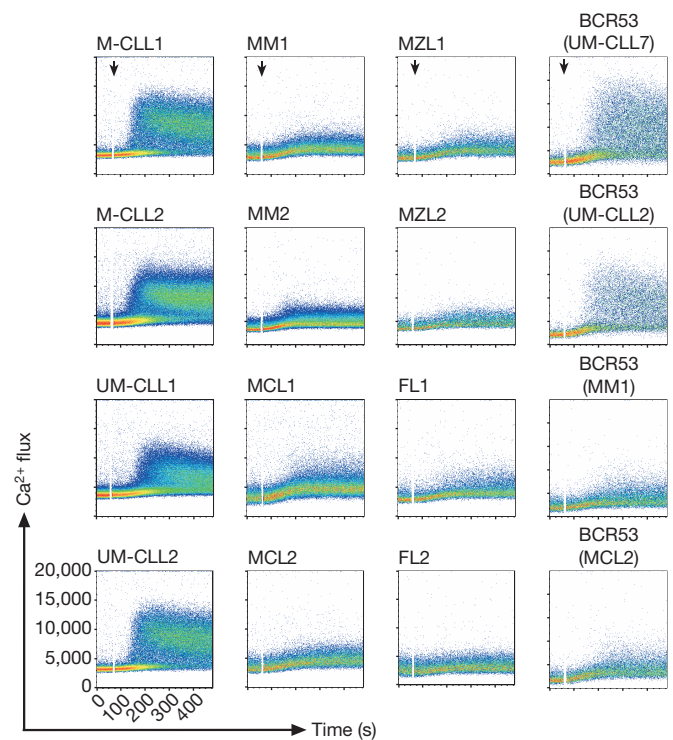 M-CLL1
MM1
MZL1
BCR53
(UM-CLL7)
M-CLL2
MM2
MZL2
BCR53
(UM-CLL2)
UM-CLL1
MCL1
FL1
BCR53
(MM1)
UM-CLL2
MCL2
FL2
BCR53
(MCL2)
Ca2+ flux
20,000
15,000
10,000
5,000
0
0
100
200
300
400
Time (s)